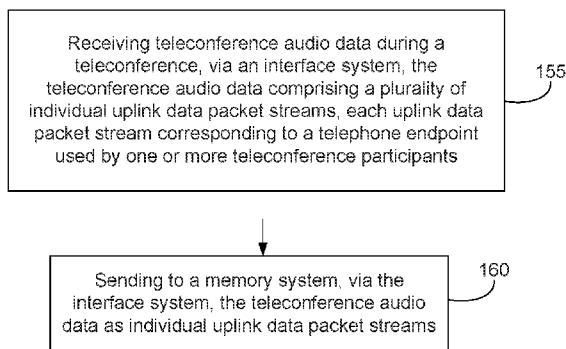 Receiving teleconference audio data during a
teleconference, via an interface system, the
teleconference audio data comprising a plurality of
individual uplink data packet streams, each uplink data
packet stream corresponding to a telephone endpoint
used by one or more teleconference participants
155
Sending to a memory system, via the
interface system, the teleconference audio
data as individual uplink data packet streams
160